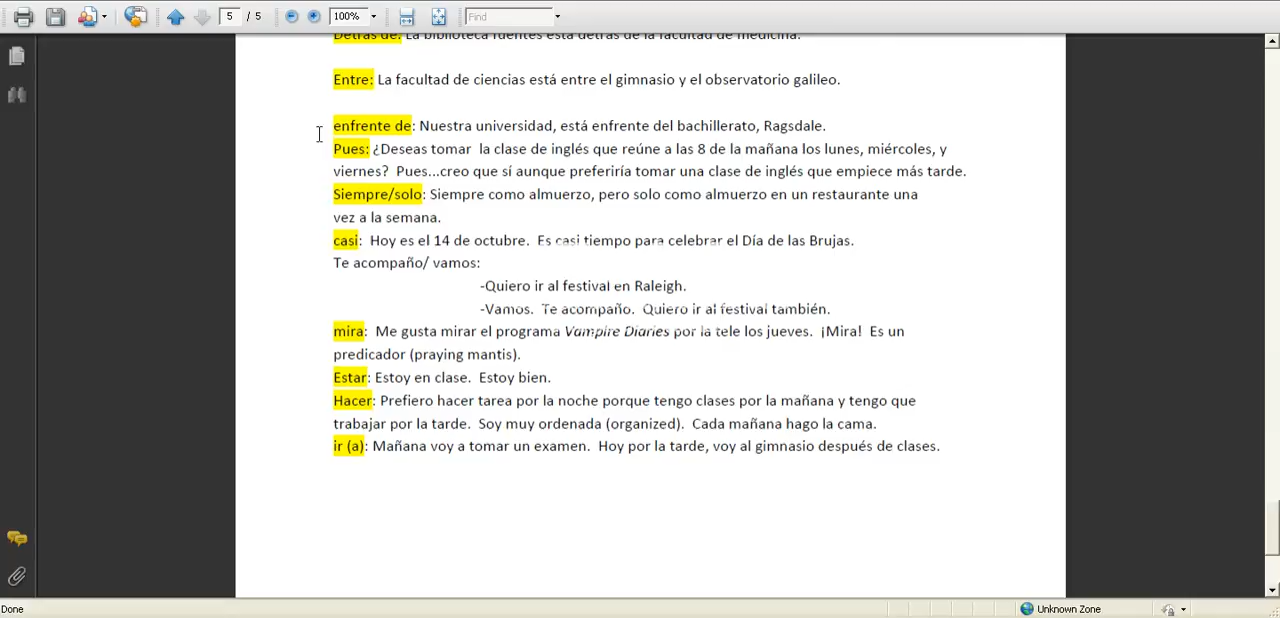 5 / 5 100% Find
Detrás de: La biblioteca fuentes está detrás de la facultad de medicina.
Entre: La facultad de ciencias está entre el gimnasio y el observatorio galileo.
enfrente de: Nuestra universidad, está enfrente del bachillerato, Ragsdale.
Pues: ¿Deseas tomar la clase de inglés que reúne a las 8 de la mañana los lunes, miércoles, y
viernes? Pues...creo que sí aunque preferiría tomar una clase de inglés que empiece más tarde.
Siempre/solo: Siempre como almuerzo, pero solo como almuerzo en un restaurante una
vez a la semana.
casi: Hoy es el 14 de octubre. Es casi tiempo para celebrar el Día de las Brujas.
Te acompaño/ vamos:
-Quiero ir al festival en Raleigh.
-Vamos. Te acompaño. Quiero ir al festival también.
mira: Me gusta mirar el programa Vampire Diaries por la tele los jueves. ¡Mira! Es un
predicador (praying mantis).
Estar: Estoy en clase. Estoy bien.
Hacer: Prefiero hacer tarea por la noche porque tengo clases por la mañana y tengo que
trabajar por la tarde. Soy muy ordenada (organized). Cada mañana hago la cama.
ir (a): Mañana voy a tomar un examen. Hoy por la tarde, voy al gimnasio después de clases.
Done Unknown Zone